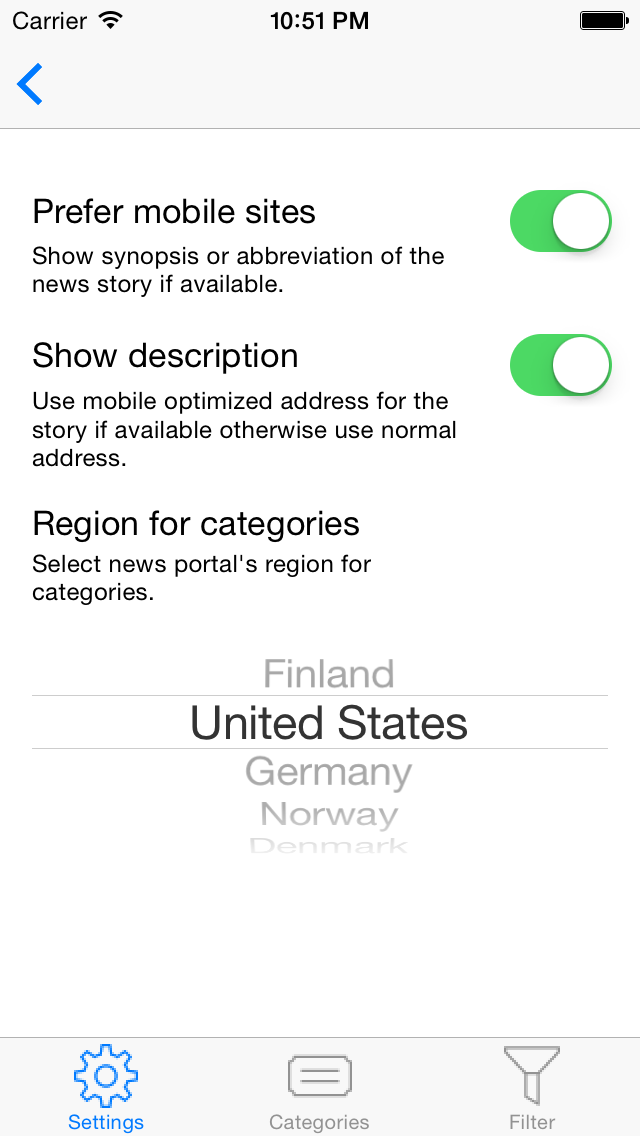 Carrier 10:51 PM
Prefer mobile sites
Show synopsis or abbreviation of the
news story if available.
Show description
Use mobile optimized address for the
story if available otherwise use normal
address.
Region for categories
Select news portal's region for
categories.
Finland
United States
Germany
Norway
Denmark
Settings Categories Filter